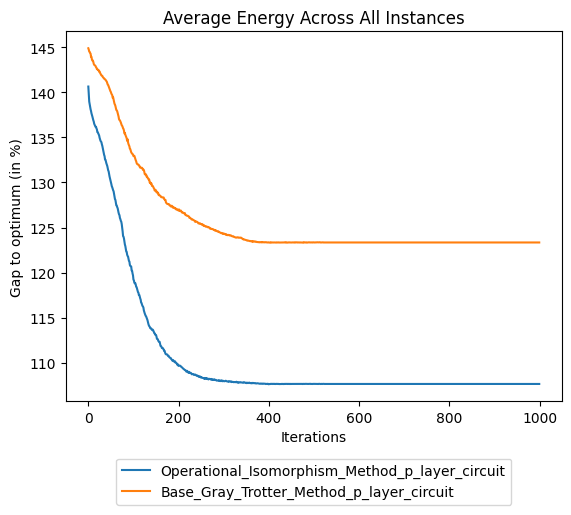 Average Energy Across All Instances
Gap to optimum (in %)
145
140
135
130
125
120
115
110
0
200
400
600
800
1000
Iterations
Operational_Isomorphism_Method_p_layer_circuit
Base_Gray_Trotter_Method_p_layer_circuit